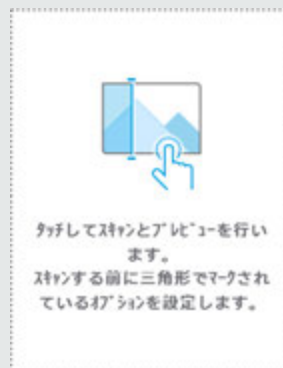 ﾀｯﾁしてｽｷｬﾝとﾌﾟﾚﾋﾞｭｰを行い
ます。
ｽｷｬﾝする前に三角形でﾏｰｸされ
ているｵﾌﾟｼｮﾝを設定します。